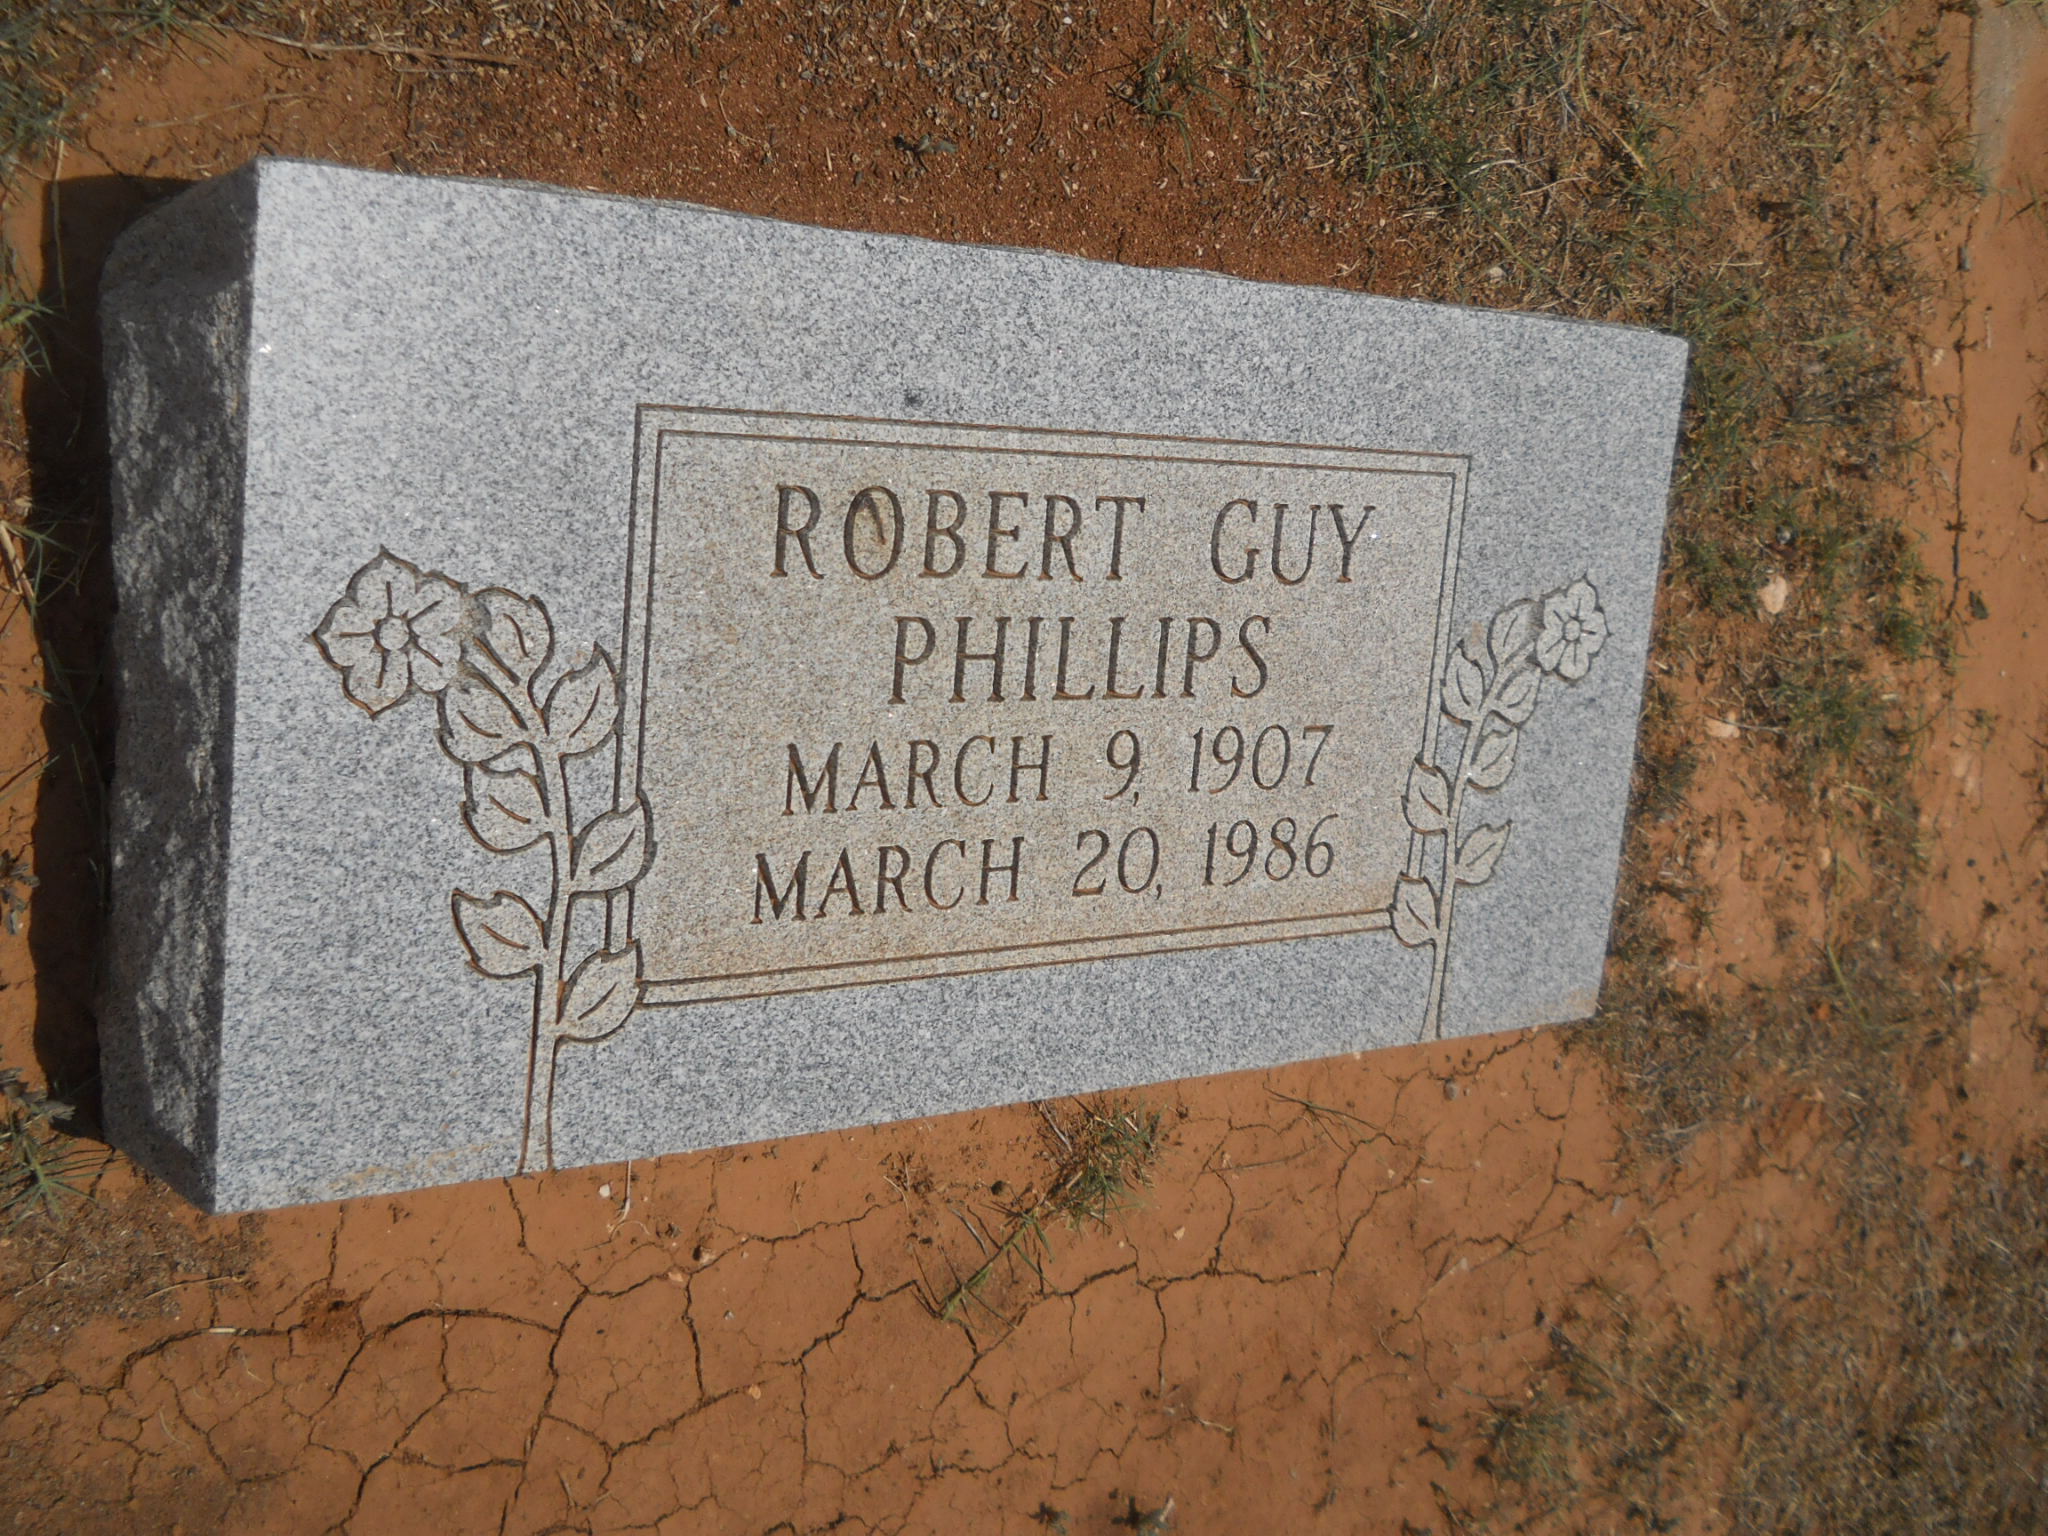 ROBERT GUY
PHILLIPS
MARCH 9, 1907
MARCH 20, 1986